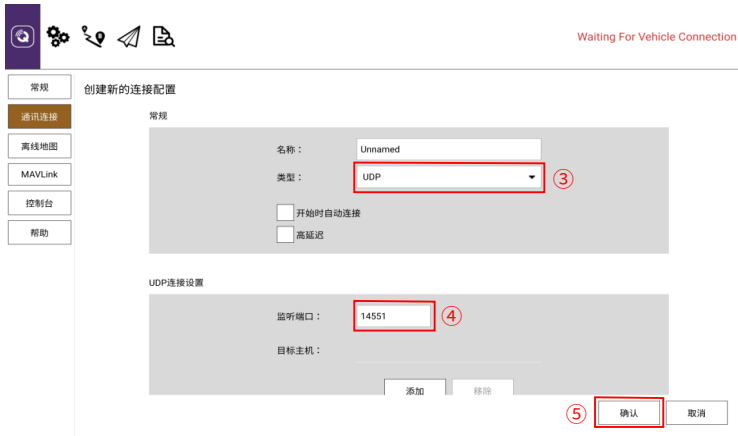 Waiting For Vehicle Connection
常规
通讯连接
离线地图
MAVLink
控制台
帮助
创建新的连接配置
常规
名称：
Unnamed
类型：
UDP
③
开始时自动连接
高延迟
UDP连接设置
监听端口：
14551
④
目标主机：
添加
移除
⑤
确认
取消